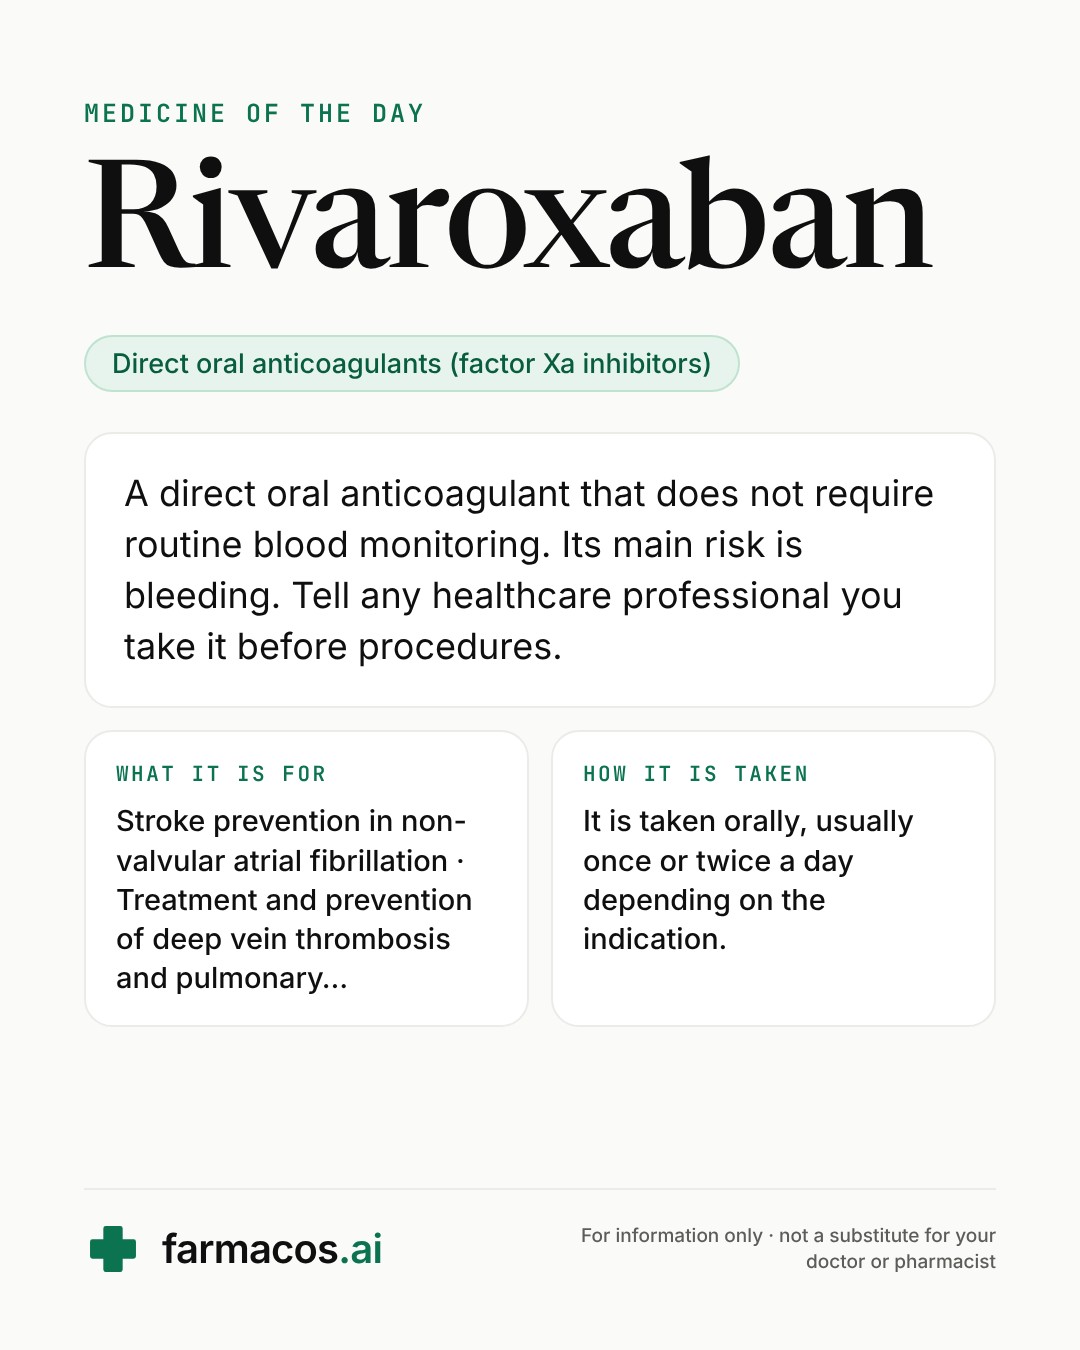 MEDICINE OF THE DAY
Rivaroxaban
Direct oral anticoagulants (factor Xa inhibitors)
A direct oral anticoagulant that does not require
routine blood monitoring. Its main risk is
bleeding. Tell any healthcare professional you
take it before procedures.
WHAT IT IS FOR
Stroke prevention in non-
valvular atrial fibrillation ·
Treatment and prevention
of deep vein thrombosis
and pulmonary...
HOW IT IS TAKEN
It is taken orally, usually
once or twice a day
depending on the
indication.
farmacos.ai
For information only · not a substitute for your
doctor or pharmacist